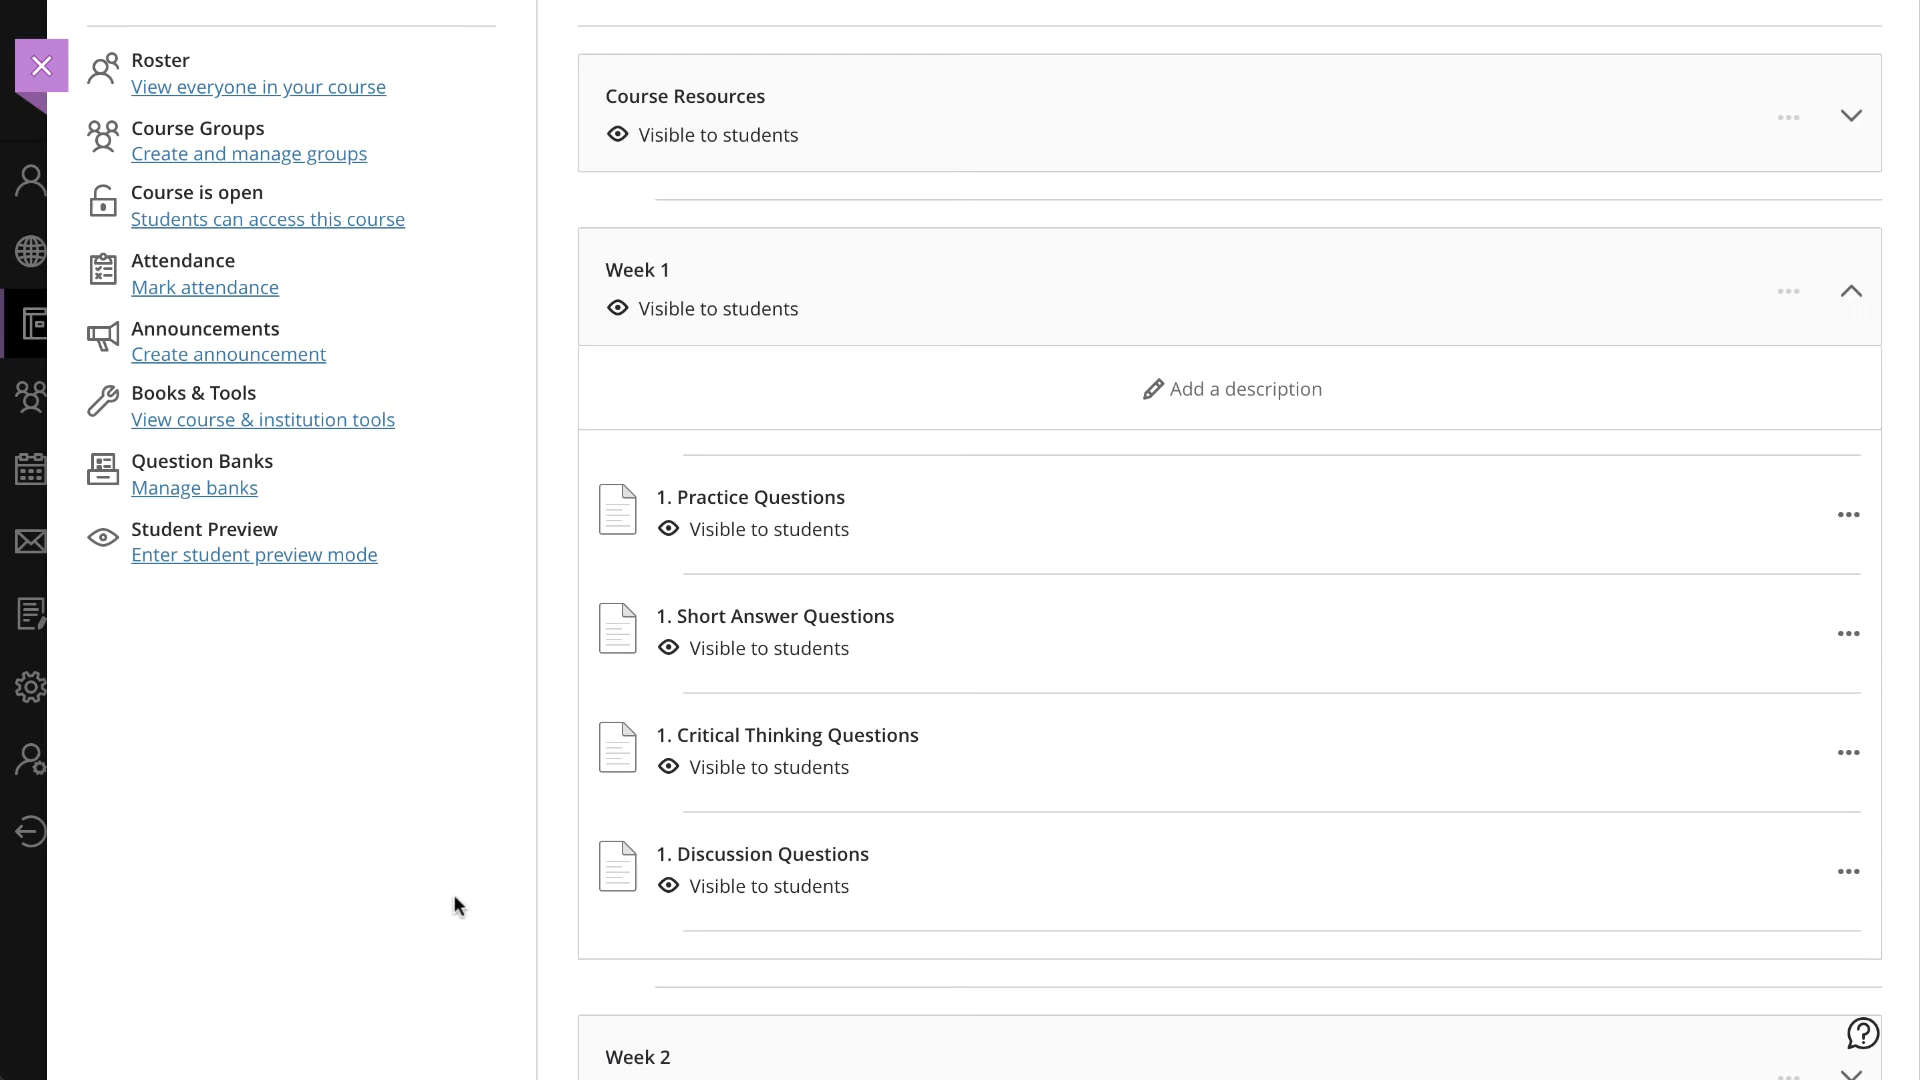 Roster
View everyone in your course
Course Groups
Create and manage groups
Course is open
Students can access this course
Attendance
Mark attendance
Announcements
Create announcement
Books & Tools
View course & institution tools
Question Banks
Manage banks
Student Preview
Enter student preview mode
Course Resources
Visible to students
Week 1
Visible to students
Add a description
1. Practice Questions
Visible to students
1. Short Answer Questions
Visible to students
1. Critical Thinking Questions
Visible to students
1. Discussion Questions
Visible to students
Week 2